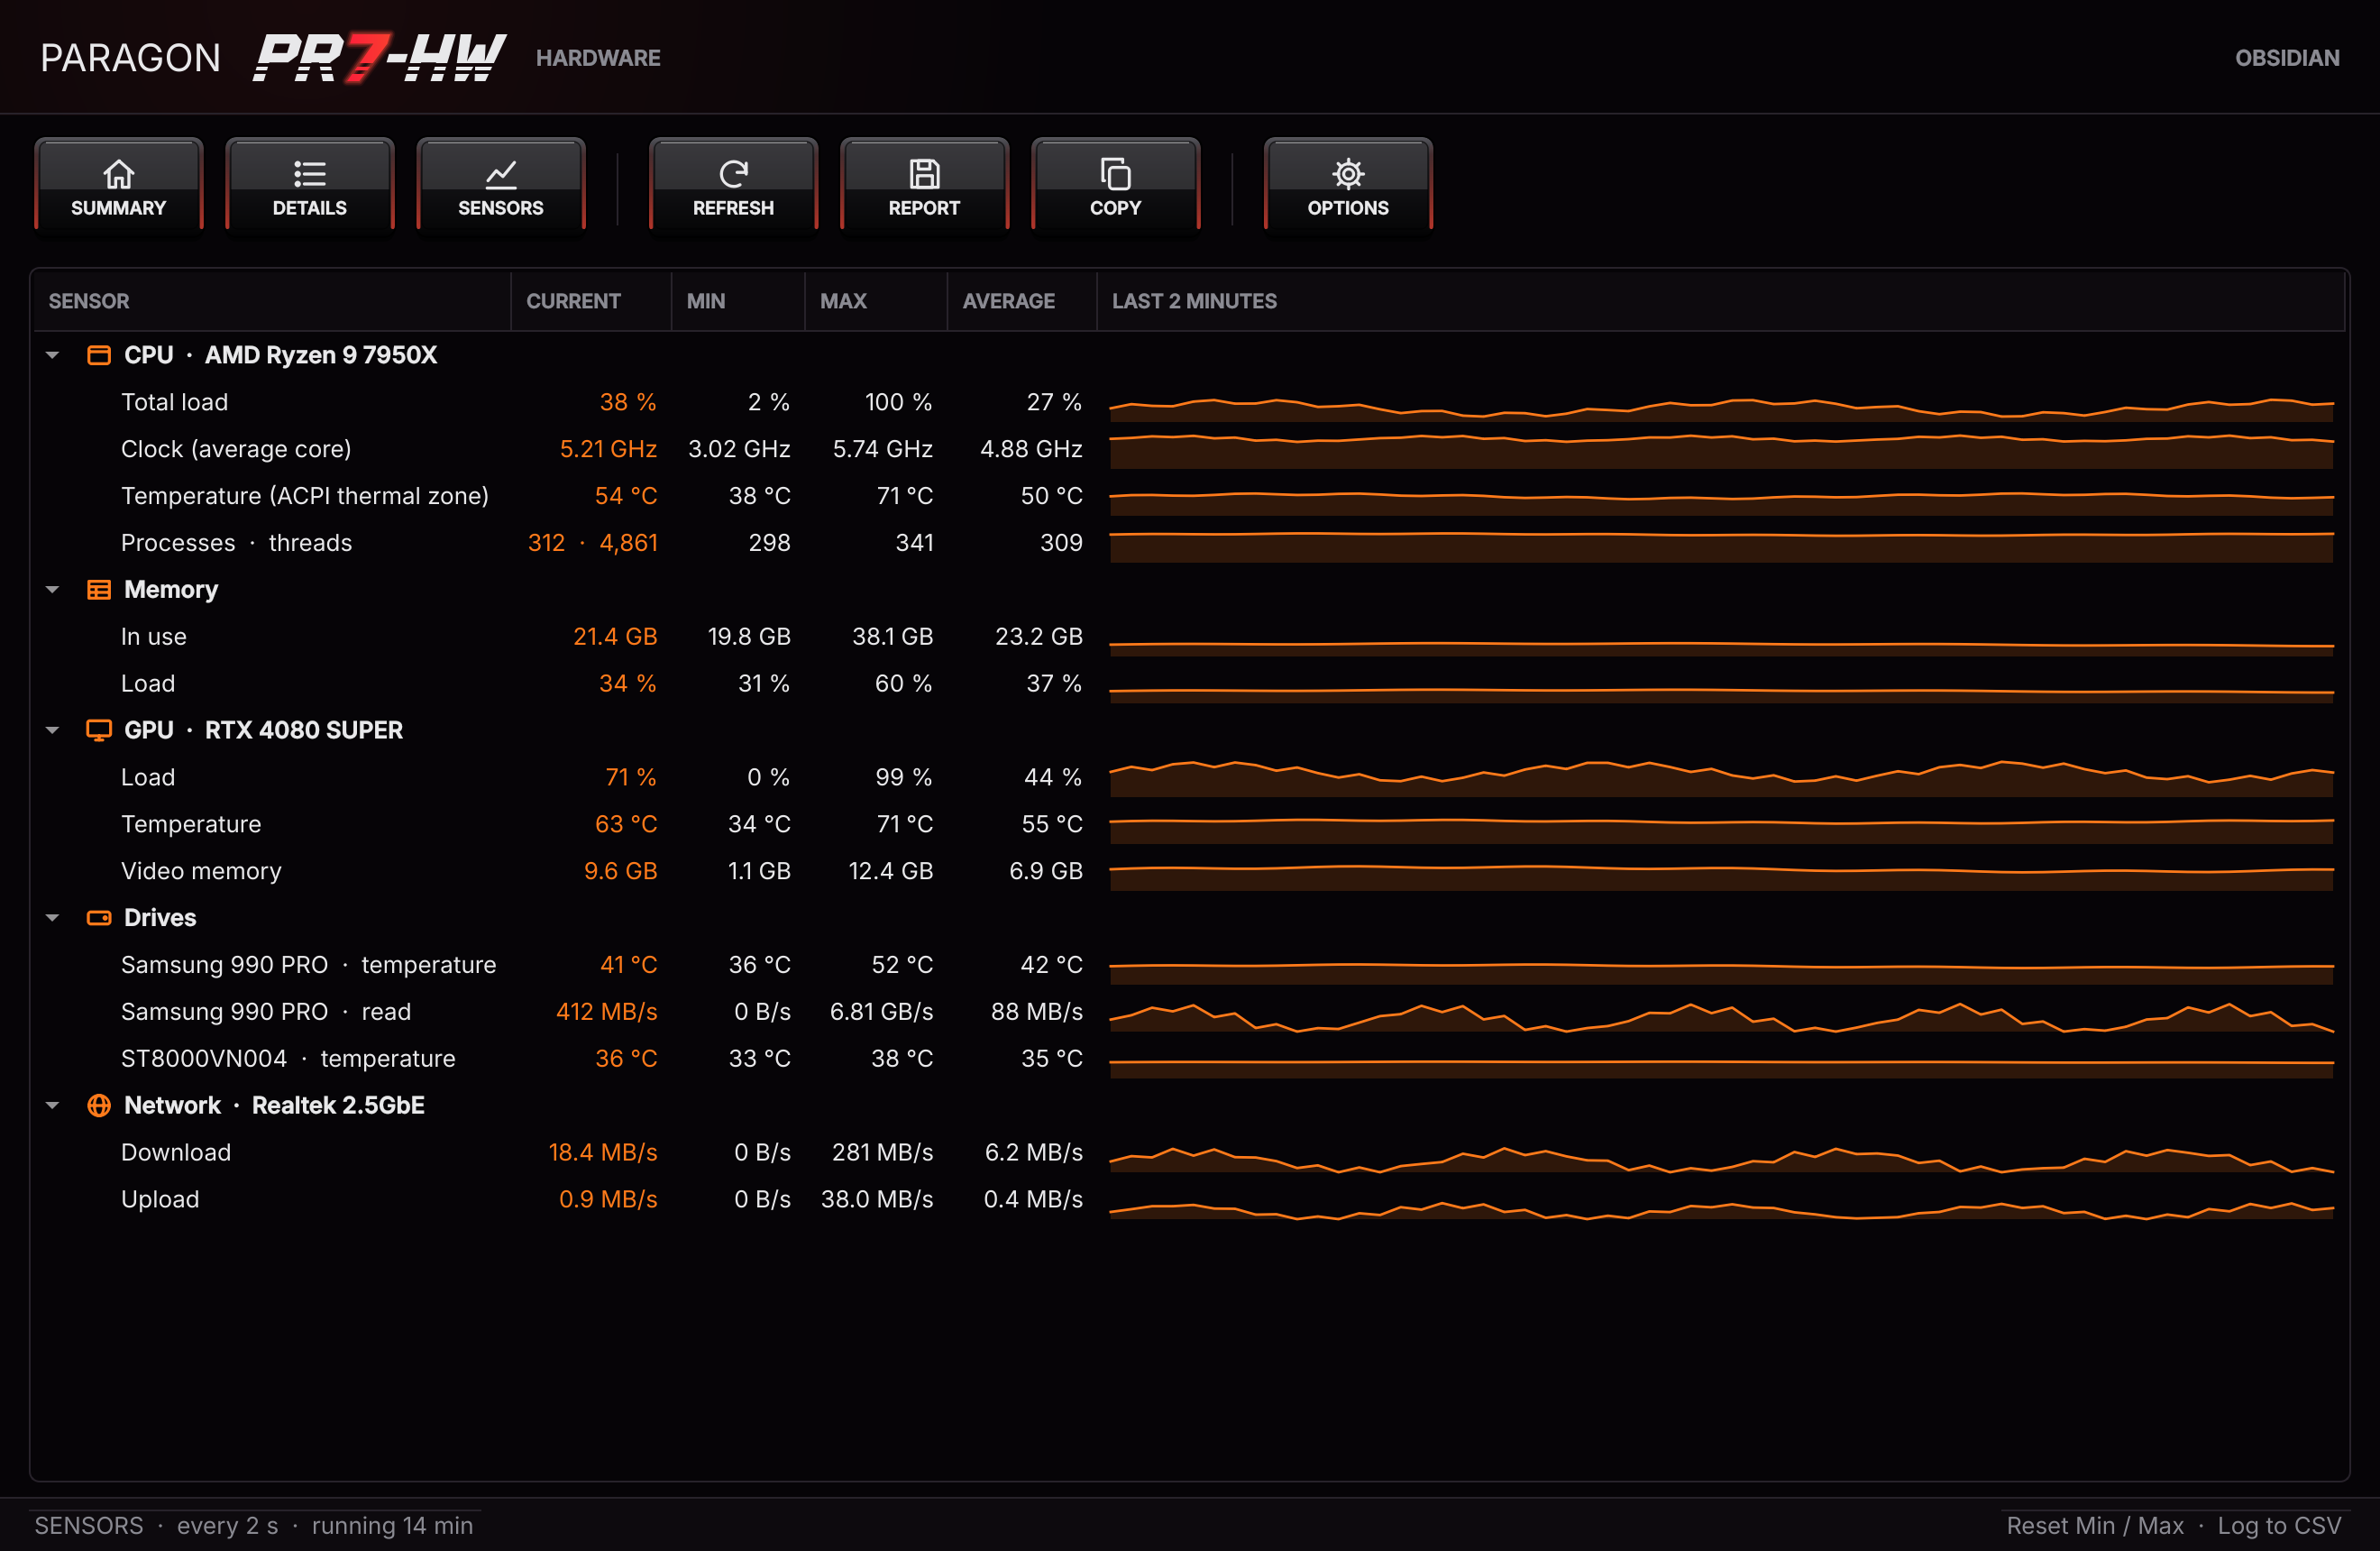 PARAGON PR7-HW HARDWARE OBSIDIAN
SUMMARY DETAILS SENSORS REFRESH REPORT COPY OPTIONS
SENSOR CURRENT MIN MAX AVERAGE LAST 2 MINUTES
CPU · AMD Ryzen 9 7950X
Total load 38 % 2 % 100 % 27 %
Clock (average core) 5.21 GHz 3.02 GHz 5.74 GHz 4.88 GHz
Temperature (ACPI thermal zone) 54 °C 38 °C 71 °C 50 °C
Processes · threads 312 · 4,861 298 341 309
Memory
In use 21.4 GB 19.8 GB 38.1 GB 23.2 GB
Load 34 % 31 % 60 % 37 %
GPU · RTX 4080 SUPER
Load 71 % 0 % 99 % 44 %
Temperature 63 °C 34 °C 71 °C 55 °C
Video memory 9.6 GB 1.1 GB 12.4 GB 6.9 GB
Drives
Samsung 990 PRO · temperature 41 °C 36 °C 52 °C 42 °C
Samsung 990 PRO · read 412 MB/s 0 B/s 6.81 GB/s 88 MB/s
ST8000VN004 · temperature 36 °C 33 °C 38 °C 35 °C
Network · Realtek 2.5GbE
Download 18.4 MB/s 0 B/s 281 MB/s 6.2 MB/s
Upload 0.9 MB/s 0 B/s 38.0 MB/s 0.4 MB/s
SENSORS · every 2 s · running 14 min Reset Min / Max · Log to CSV